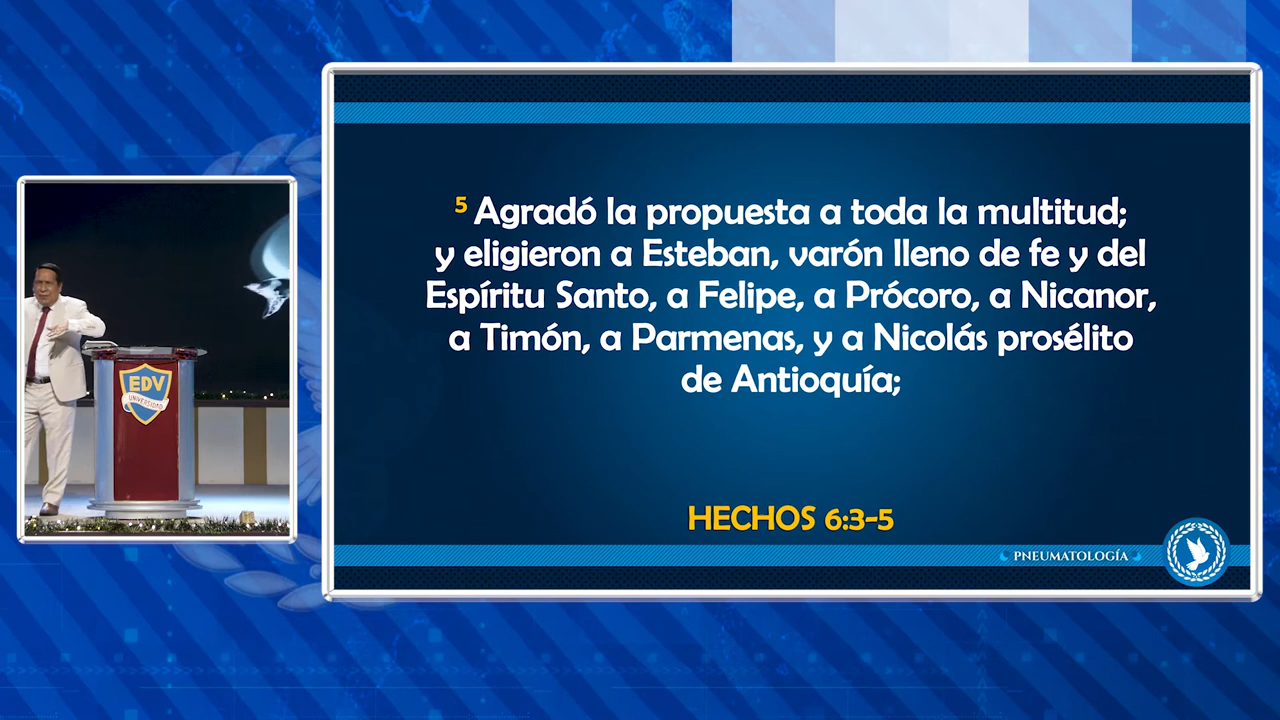 EDV
UNIVERSIDAD
5 Agradó la propuesta a toda la multitud;
y eligieron a Esteban, varón lleno de fe y del
Espíritu Santo, a Felipe, a Prócoro, a Nicanor,
a Timón, a Parmenas, y a Nicolás prosélito
de Antioquía;
HECHOS 6:3-5
PNEUMATOLOGÍA